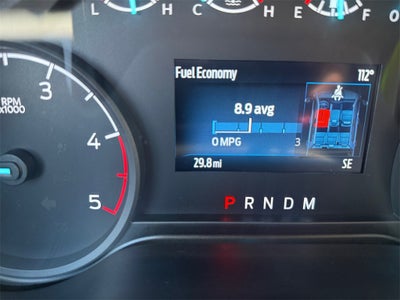 L H C H E F
RPM
x1000
3
4
5
Fuel Economy 112°
8.9 avg
0 MPG 3
29.8 mi SE
P R N D M